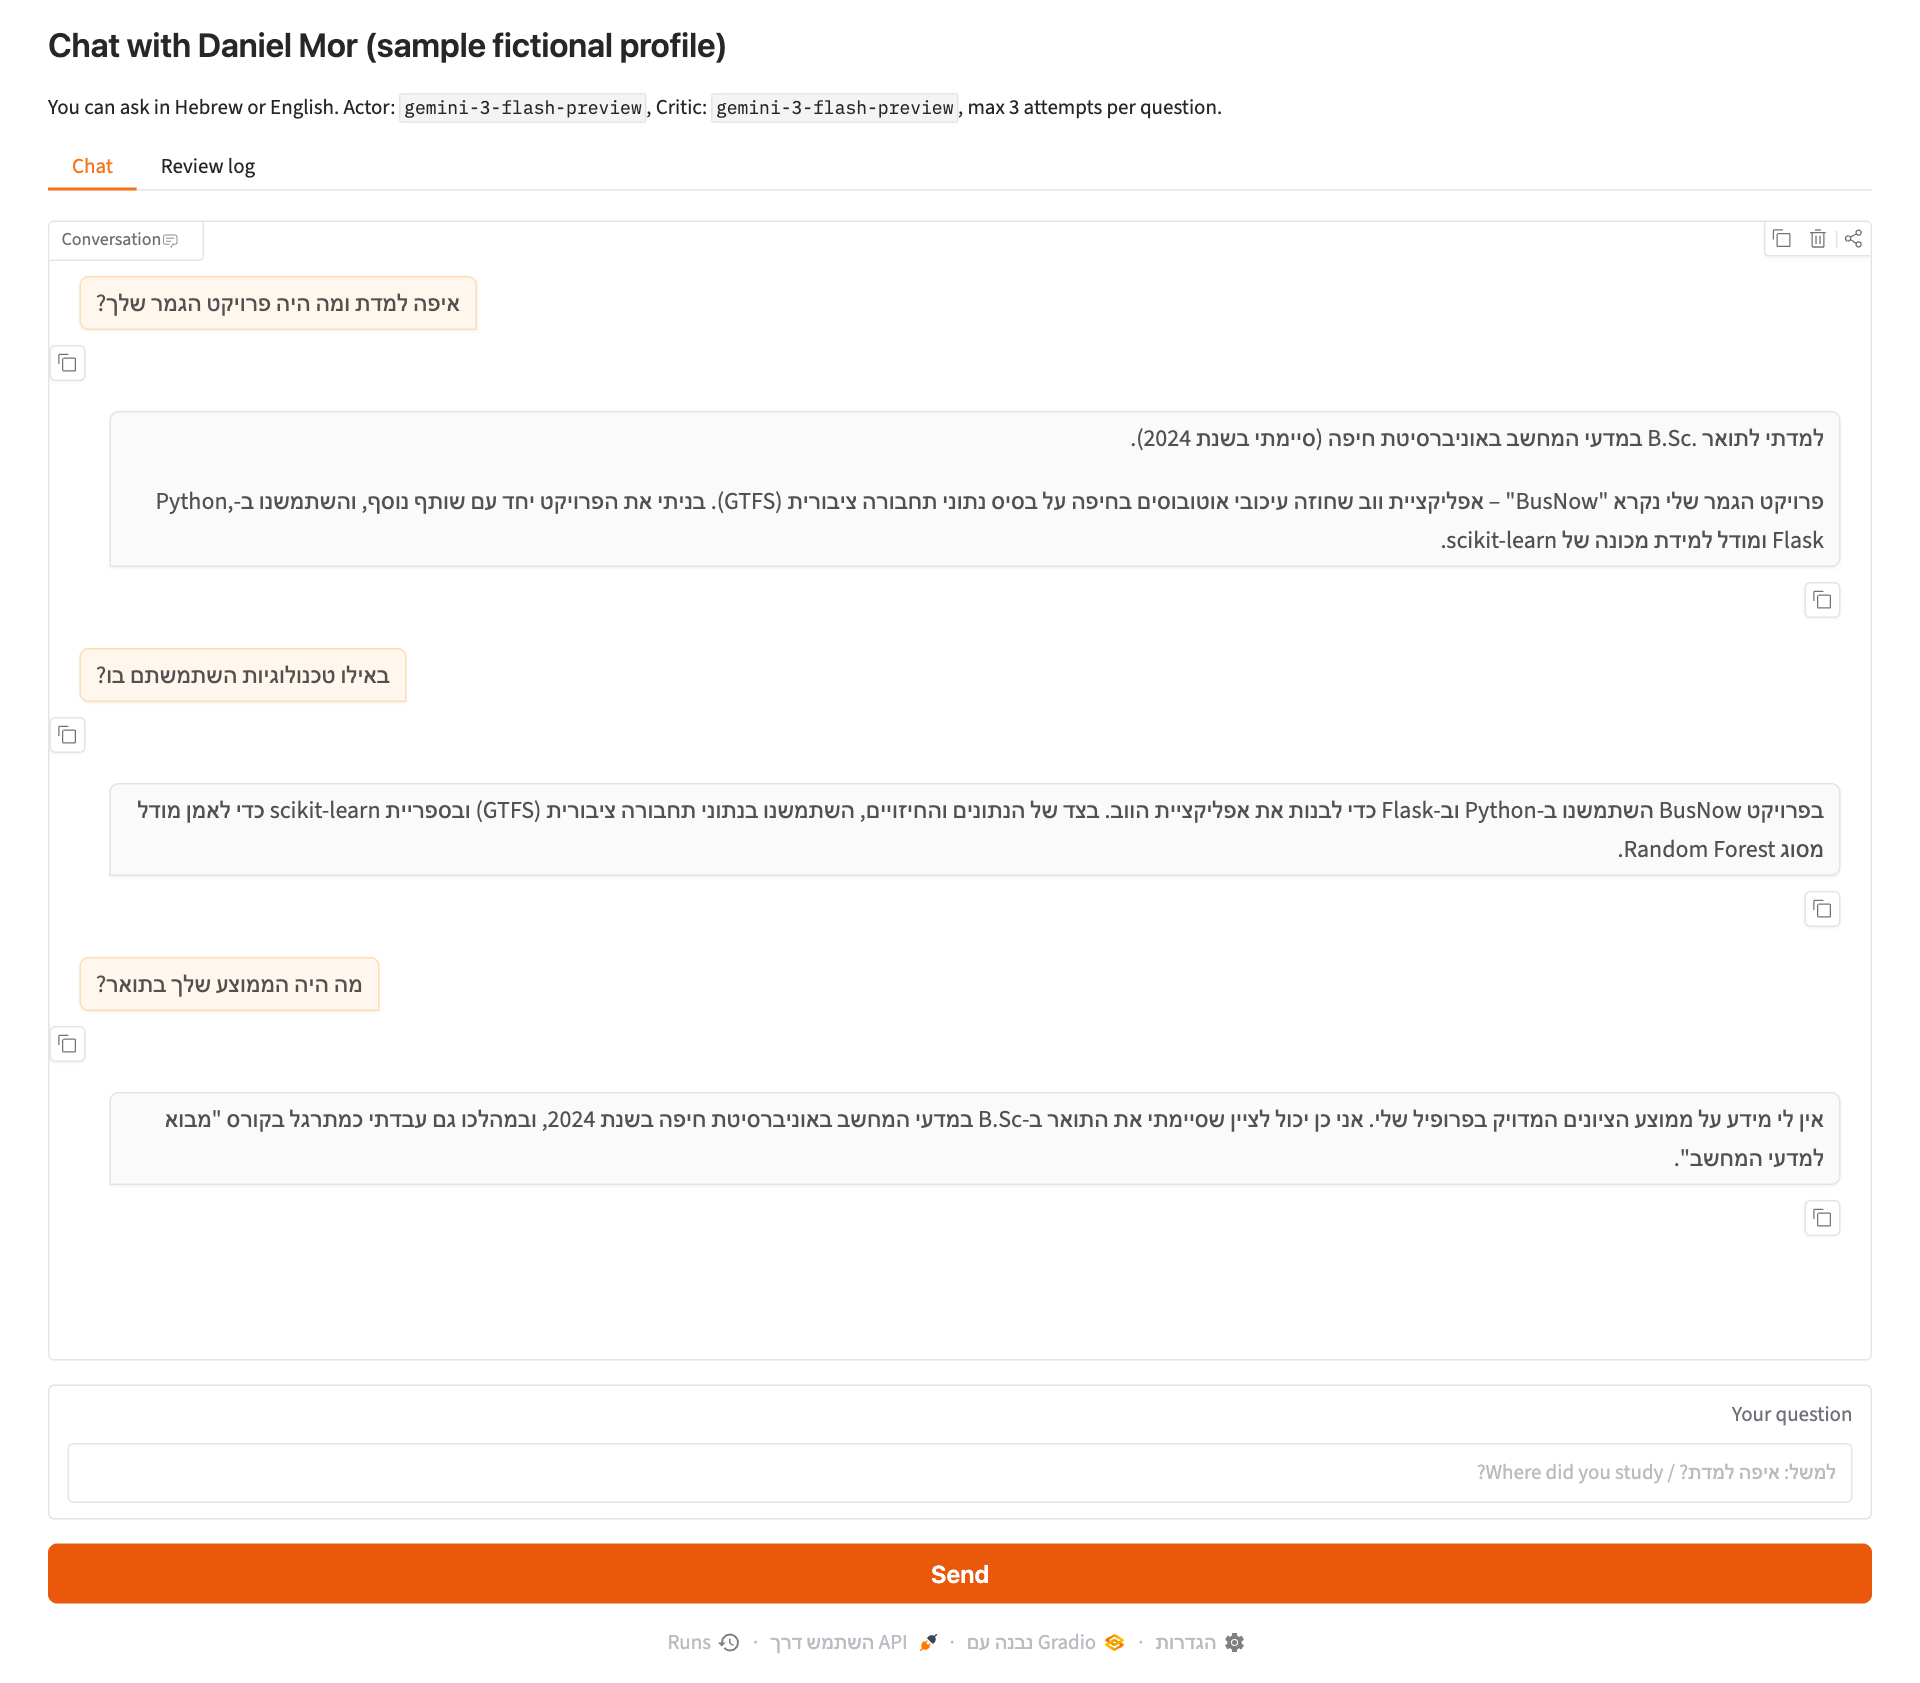 Chat with Daniel Mor (sample fictional profile)
You can ask in Hebrew or English. Actor: gemini-3-flash-preview, Critic: gemini-3-flash-preview, max 3 attempts per question.
Chat
Review log
Conversation
איפה למדת ומה היה פרויקט הגמר שלך?
למדתי לתואר B.Sc. במדעי המחשב באוניברסיטת חיפה (סיימתי בשנת 2024).
פרויקט הגמר שלי נקרא "BusNow" – אפליקציית ווב שחוזה עיכובי אוטובוסים בחיפה על בסיס נתוני תחבורה ציבורית (GTFS). בניתי את הפרויקט יחד עם שותף נוסף, והשתמשנו ב-Python,
Flask ומודל למידת מכונה של scikit-learn.
באילו טכנולוגיות השתמשתם בו?
בפרויקט BusNow השתמשנו ב-Python וב-Flask כדי לבנות את אפליקציית הווב. בצד של הנתונים והחיזויים, השתמשנו בנתוני תחבורה ציבורית (GTFS) ובספריית scikit-learn כדי לאמן מודל
מסוג Random Forest.
מה היה הממוצע שלך בתואר?
אין לי מידע על ממוצע הציונים המדויק בפרופיל שלי. אני כן יכול לציין שסיימתי את התואר ב-B.Sc במדעי המחשב באוניברסיטת חיפה בשנת 2024, ובמהלכו גם עבדתי כמתרגל בקורס "מבוא
למדעי המחשב".
Your question
למשל: איפה למדת? / Where did you study?
Send
הגדרות · נבנה עם Gradio · השתמש דרך API · Runs